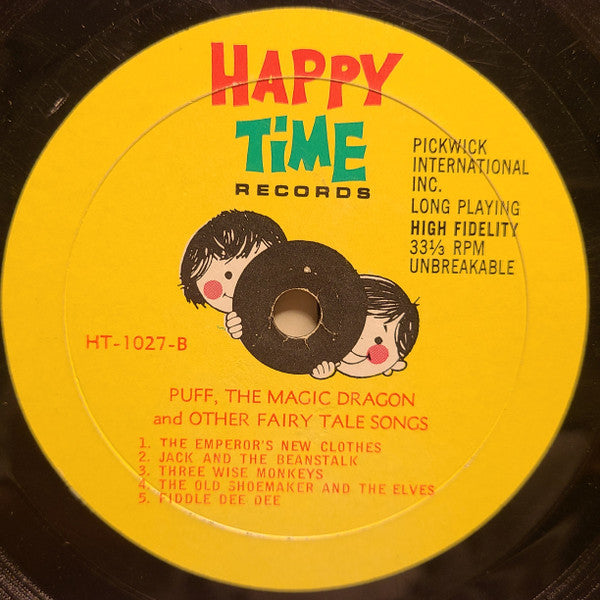 HAPPY
TiME
RECORDS
PICKWICK
INTERNATIONAL
INC.
LONG PLAYING
HIGH FIDELITY
33⅓ RPM
UNBREAKABLE
HT-1027-B
PUFF, THE MAGIC DRAGON
and OTHER FAIRY TALE SONGS
1. THE EMPEROR'S NEW CLOTHES
2. JACK AND THE BEANSTALK
3. THREE WISE MONKEYS
4. THE OLD SHOEMAKER AND THE ELVES
5. FIDDLE DEE DEE